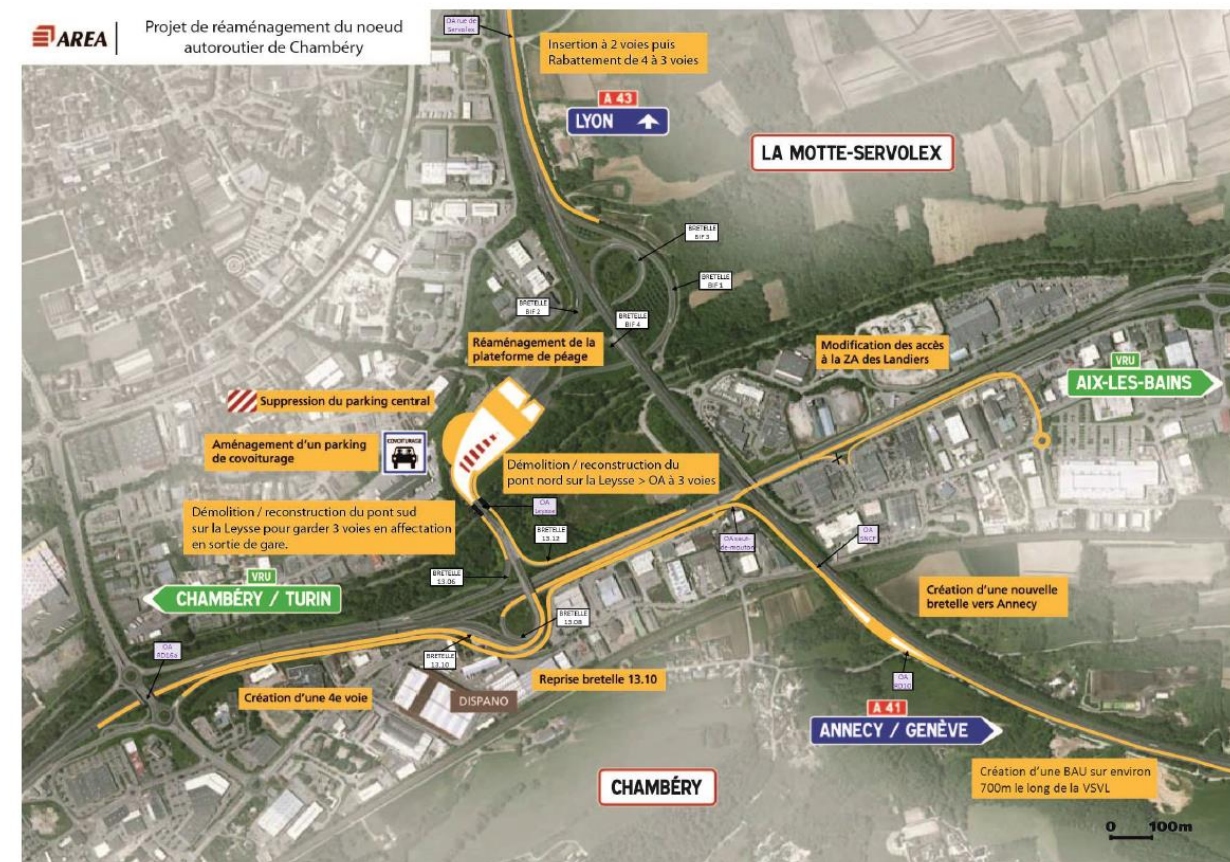 AREA
Projet de réaménagement du noeud
autoroutier de Chambéry
OA rue de
Servolex
Insertion à 2 voies puis
Rabattement de 4 à 3 voies
A 43
LYON
LA MOTTE-SERVOLEX
BRETELLE
BIF 3
BRETELLE
BIF 1
BRETELLE
BIF 2
BRETELLE
BIF 4
Réaménagement de la
plateforme de péage
Modification des accès
à la ZA des Landiers
VRU
AIX-LES-BAINS
Suppression du parking central
Aménagement d'un parking
de covoiturage
COVOITURAGE
Démolition / reconstruction du
pont nord sur la Leysse > OA à 3 voies
Démolition / reconstruction du pont sud
sur la Leysse pour garder 3 voies en affectation
en sortie de gare.
OA
Leysse
BRETELLE
13.12
OA saut-
de-mouton
OA
SNCF
BRETELLE
13.06
VRU
CHAMBÉRY / TURIN
Création d'une nouvelle
bretelle vers Annecy
BRETELLE
13.08
OA
RD16a
BRETELLE
13.10
Reprise bretelle 13.10
OA
Création d'une 4e voie
DISPANO
A 41
ANNECY / GENÈVE
CHAMBÉRY
Création d'une BAU sur environ
700m le long de la VSVL
0 100m